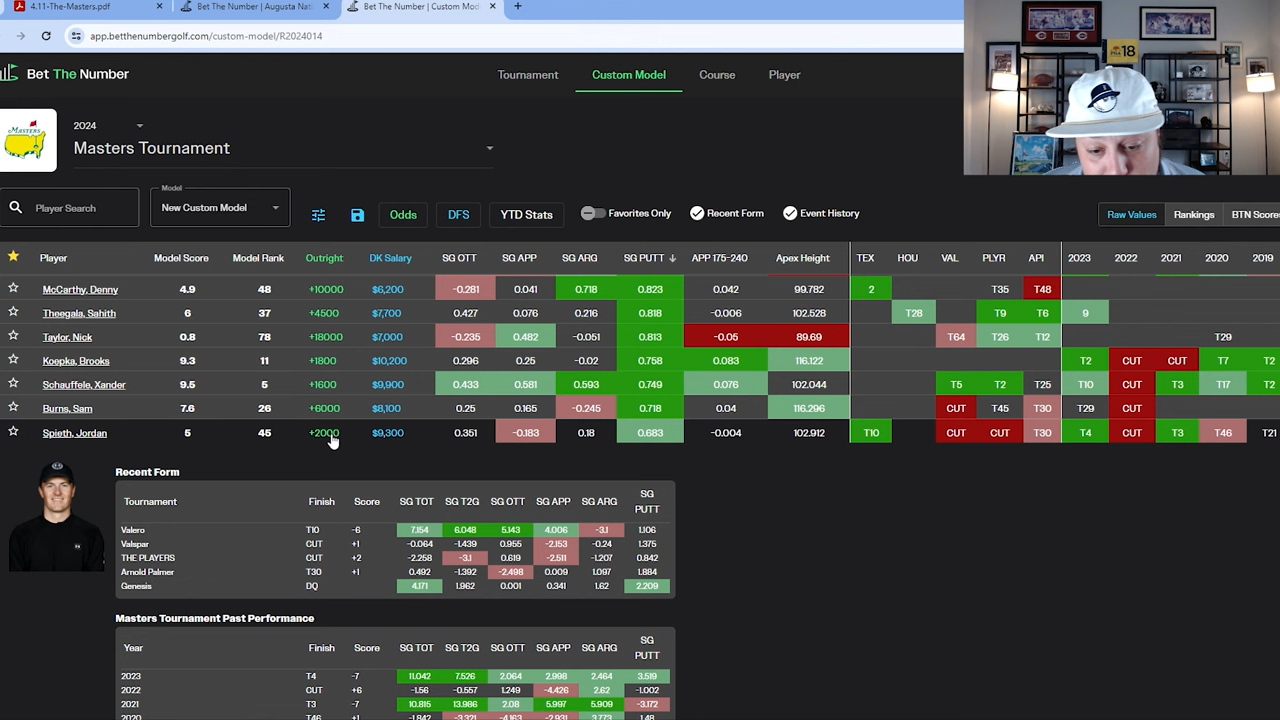 4.11-The-Masters.pdf
Bet The Number | Augusta Nat
Bet The Number | Custom Mod
app.betthenumbergolf.com/custom-model/R2024014
Bet The Number
Tournament Custom Model Course Player
18
Masters
2024
Masters Tournament
Player Search
Model
New Custom Model
Odds DFS YTD Stats Favorites Only Recent Form Event History Raw Values Rankings BTN Score
Player Model Score Model Rank Outright DK Salary SG OTT SG APP SG ARG SG PUTT APP 175-240 Apex Height TEX HOU VAL PLYR API 2023 2022 2021 2020 2019
McCarthy, Denny 4.9 48 +10000 $6,200 -0.281 0.041 0.718 0.823 0.042 99.782 2 T35 T48
Theegala, Sahith 6 37 +4500 $7,700 0.427 0.076 0.216 0.818 -0.006 102.528 T28 T9 T6 9
Taylor, Nick 0.8 78 +18000 $7,000 -0.235 0.482 -0.051 0.813 -0.05 89.69 T64 T26 T12 T29
Koepka, Brooks 9.3 11 +1800 $10,200 0.296 0.25 -0.02 0.758 0.083 116.122 T2 CUT CUT T7 T2
Schauffele, Xander 9.5 5 +1600 $9,900 0.433 0.581 0.593 0.749 0.076 102.044 T5 T2 T25 T10 CUT T3 T17 T2
Burns, Sam 7.6 26 +6000 $8,100 0.25 0.165 -0.245 0.718 0.04 116.296 CUT T45 T30 T29 CUT
Spieth, Jordan 5 45 +2000 $9,300 0.351 -0.183 0.18 0.683 -0.004 102.912 T10 CUT CUT T30 T4 CUT T3 T46 T21
Recent Form
Tournament Finish Score SG TOT SG T2G SG OTT SG APP SG ARG SG PUTT
Valero T10 -6 7.154 6.048 5.143 4.006 -3.1 1.106
Valspar CUT +1 -0.064 -1.439 0.955 -2.153 -0.24 1.375
THE PLAYERS CUT +2 -2.258 -3.1 0.619 -2.511 -1.207 0.842
Arnold Palmer T30 +1 0.492 -1.392 -2.498 0.009 1.097 1.884
Genesis DQ 4.171 1.962 0.001 0.341 1.62 2.209
Masters Tournament Past Performance
Year Finish Score SG TOT SG T2G SG OTT SG APP SG ARG SG PUTT
2023 T4 -7 11.042 7.526 2.064 2.998 2.464 3.519
2022 CUT +6 -1.56 -0.557 1.249 -4.426 2.62 -1.002
2021 T3 -7 10.815 13.986 2.08 5.997 5.909 -3.172
2020 T46 +1 -1.842 -3.321 -4.163 -2.931 3.773 1.48